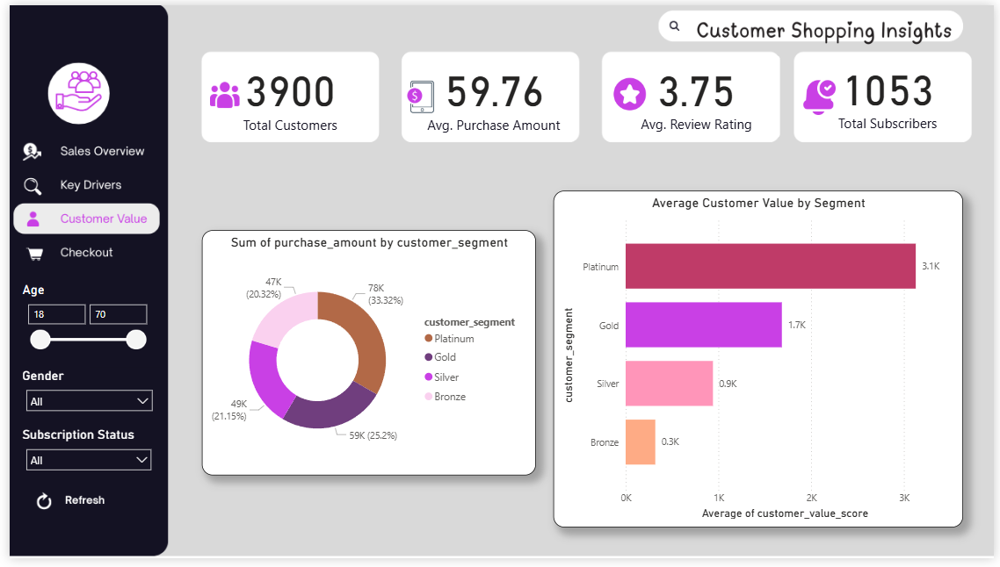 Customer Shopping Insights
3900
Total Customers
$
59.76
Avg. Purchase Amount
3.75
Avg. Review Rating
1053
Total Subscribers
$
Sales Overview
Key Drivers
Customer Value
Checkout
Age
18
70
Gender
All
Subscription Status
All
Refresh
Sum of purchase_amount by customer_segment
47K
(20.32%)
78K
(33.32%)
49K
(21.15%)
59K (25.2%)
customer_segment
Platinum
Gold
Silver
Bronze
Average Customer Value by Segment
customer_segment
Platinum
3.1K
Gold
1.7K
Silver
0.9K
Bronze
0.3K
0K
1K
2K
3K
Average of customer_value_score